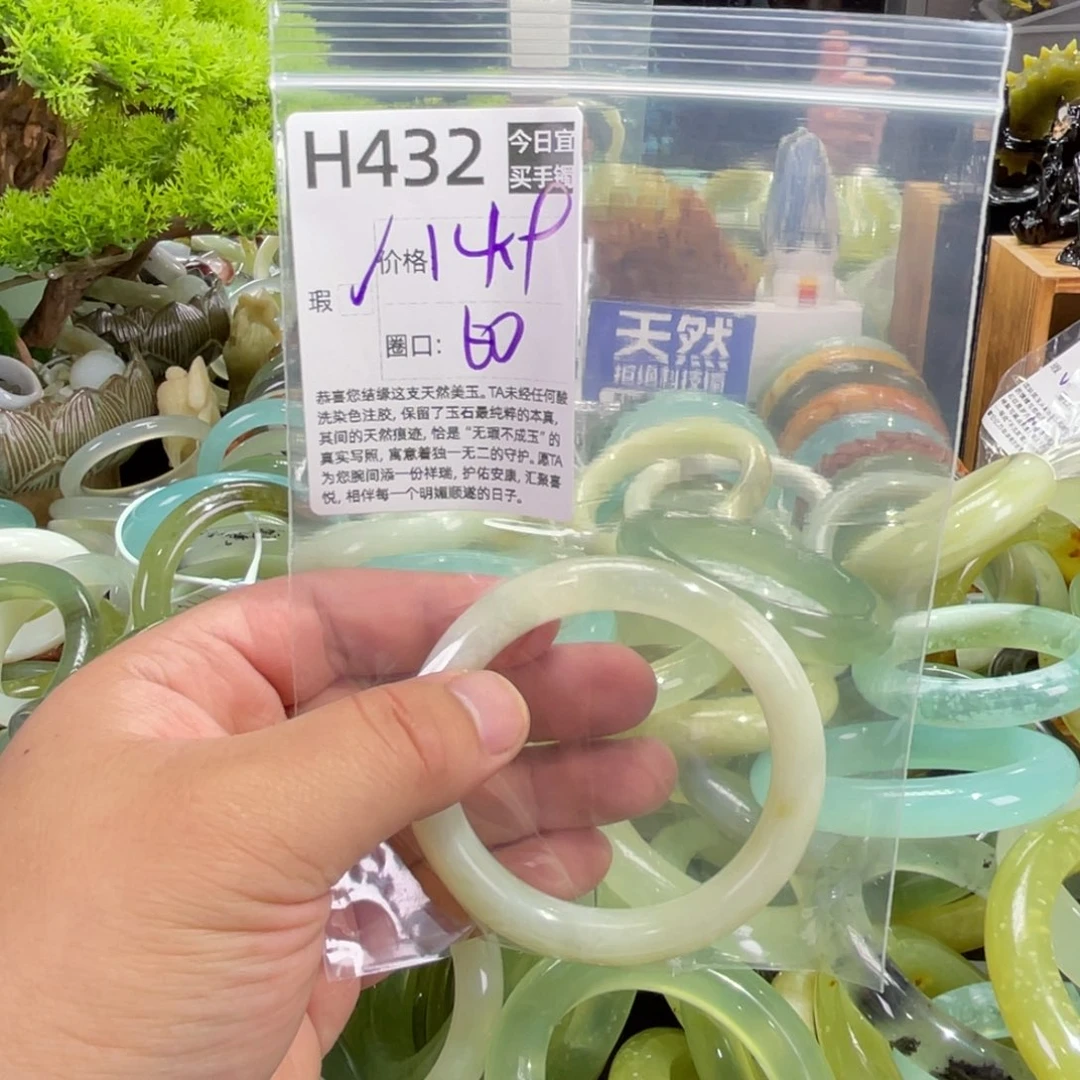 H432
今日宜
买手镯
价格 14kp
瑕 ✓
圈口: 60
恭喜您结缘这支天然美玉。TA未经任何酸
洗染色注胶, 保留了玉石最纯粹的本真,
其间的天然痕迹, 恰是“无瑕不成玉”的
真实写照, 寓意着独一无二的守护。愿TA
为您腕间添一份祥瑞, 护佑安康, 汇聚喜
悦, 相伴每一个明媚顺遂的日子。
天然